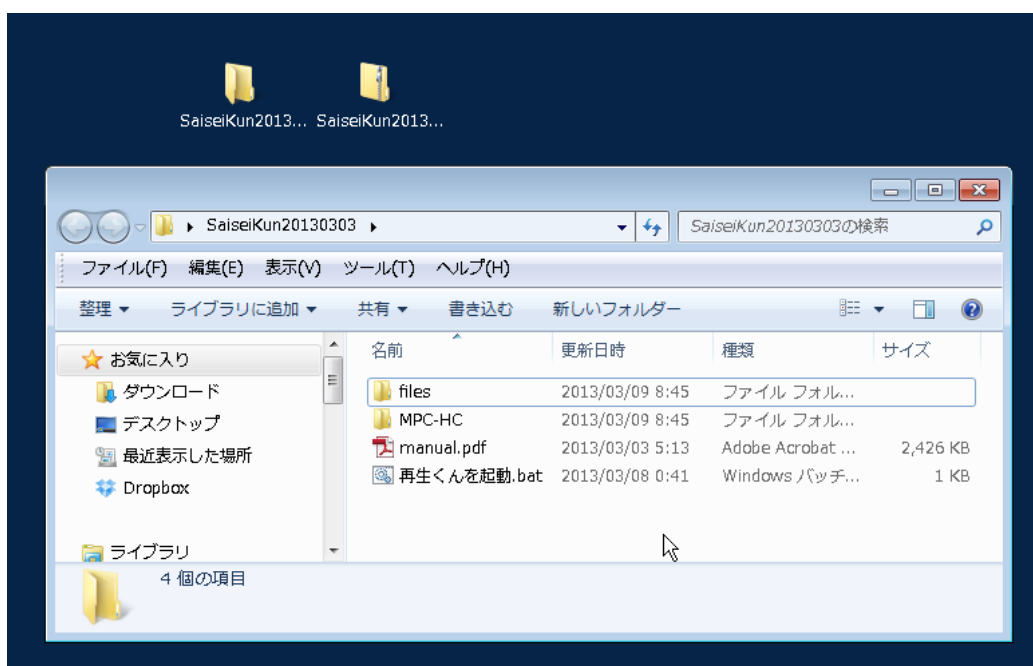 SaiseiKun2013... SaiseiKun2013...
SaiseiKun20130303
SaiseiKun20130303の検索
ファイル(F) 編集(E) 表示(V) ツール(T) ヘルプ(H)
整理 ライブラリに追加 共有 書き込む 新しいフォルダー
名前 更新日時 種類 サイズ
お気に入り
ダウンロード
デスクトップ
最近表示した場所
Dropbox
ライブラリ
files 2013/03/09 8:45 ファイル フォル...
MPC-HC 2013/03/09 8:45 ファイル フォル...
manual.pdf 2013/03/03 5:13 Adobe Acrobat ... 2,426 KB
再生くんを起動.bat 2013/03/08 0:41 Windows バッチ... 1 KB
4 個の項目